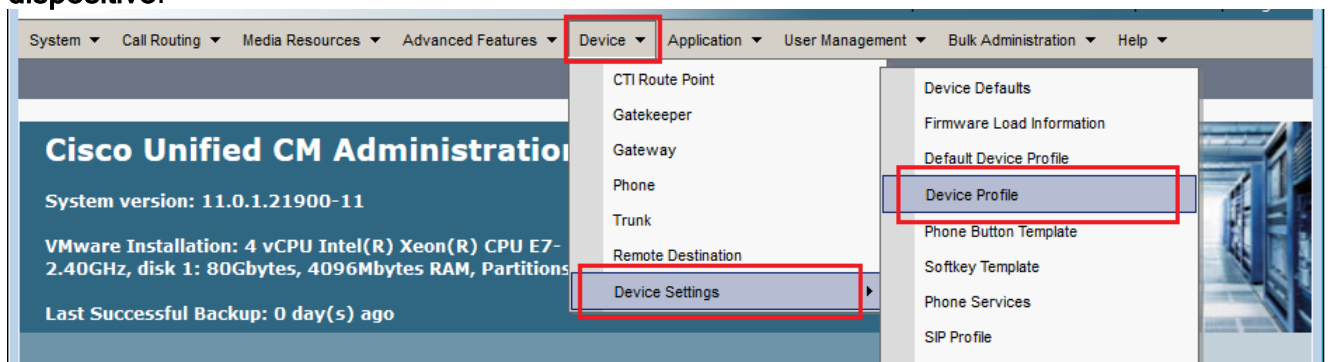 dispositivo.
System Call Routing Media Resources Advanced Features Device Application User Management Bulk Administration Help
CTI Route Point
Gatekeeper
Gateway
Phone
Trunk
Remote Destination
Device Settings
Device Defaults
Firmware Load Information
Default Device Profile
Device Profile
Phone Button Template
Softkey Template
Phone Services
SIP Profile
Cisco Unified CM Administratio
System version: 11.0.1.21900-11
VMware Installation: 4 vCPU Intel(R) Xeon(R) CPU E7-
2.40GHz, disk 1: 80Gbytes, 4096Mbytes RAM, Partitions
Last Successful Backup: 0 day(s) ago